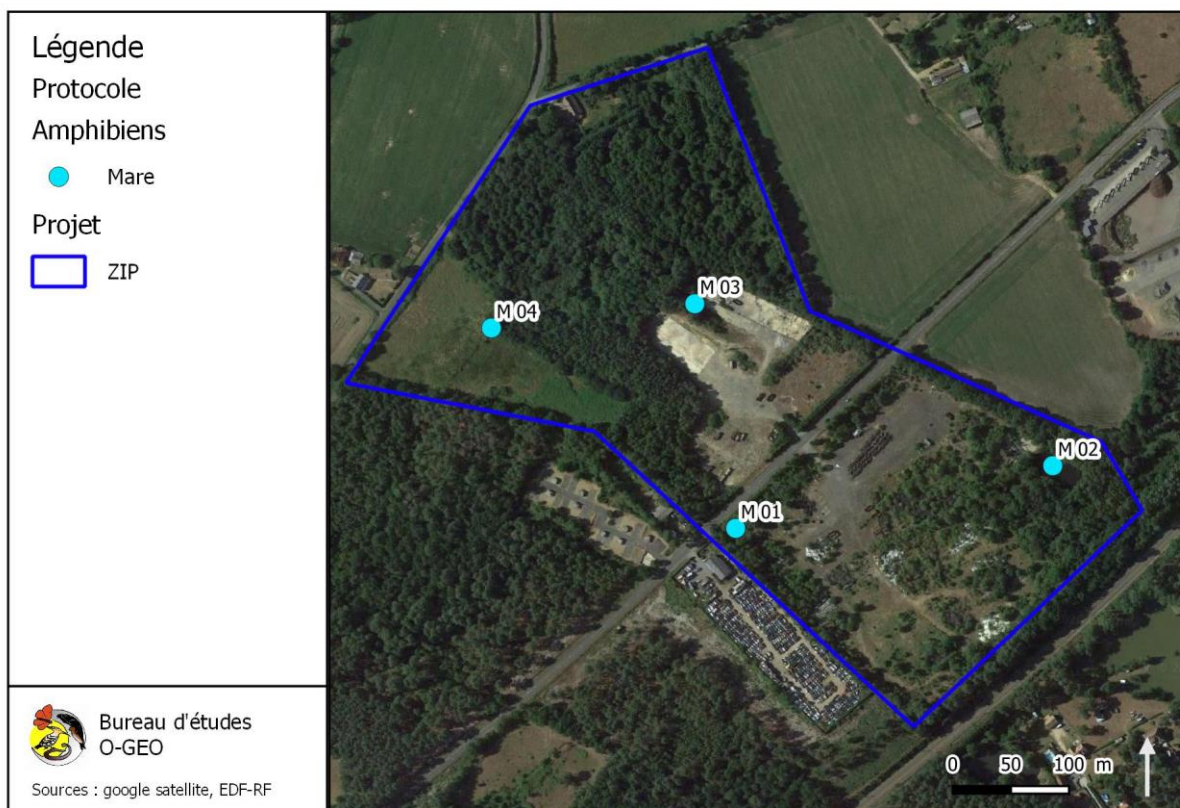 Légende
Protocole
Amphibiens
Mare
Projet
ZIP
Bureau d'études
O-GEO
Sources : google satellite, EDF-RF
M 03
M 04
M 02
M 01
0 50 100 m